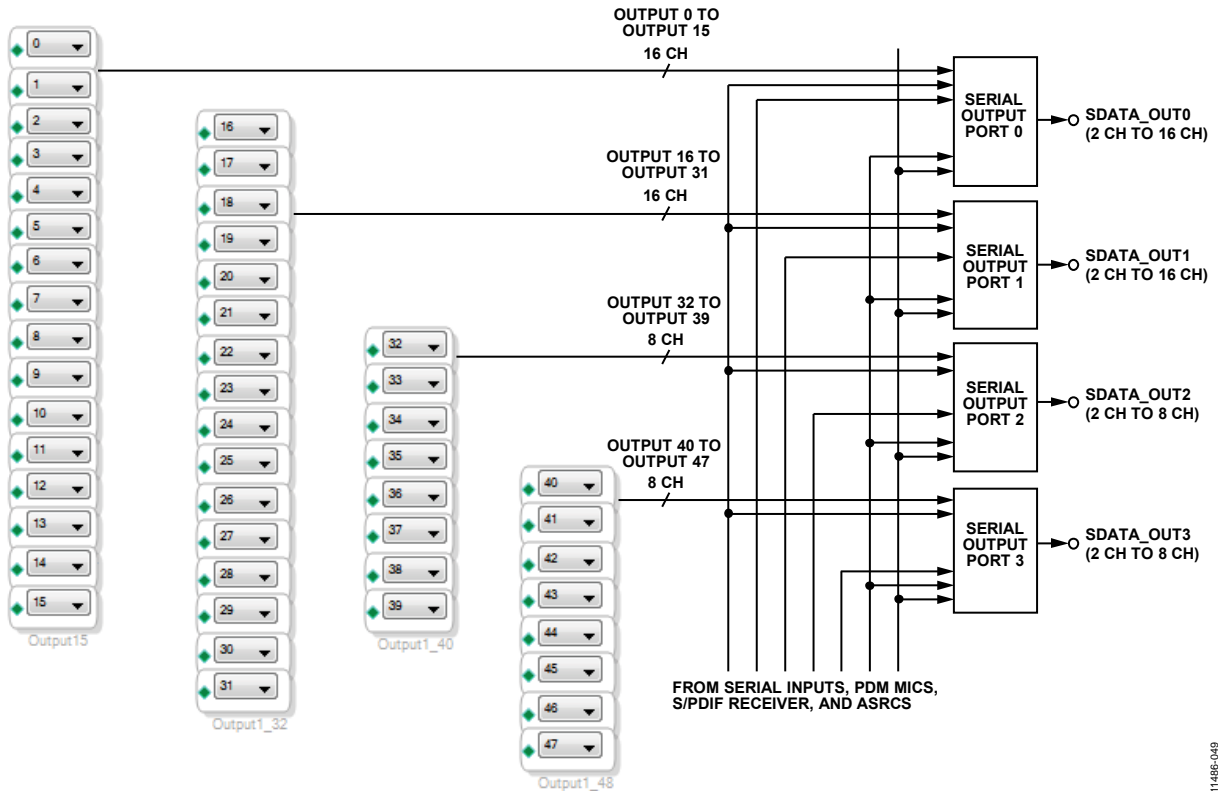 0
1
2
3
4
5
6
7
8
9
10
11
12
13
14
15
Output15
16
17
18
19
20
21
22
23
24
25
26
27
28
29
30
31
Output1_32
32
33
34
35
36
37
38
39
Output1_40
40
41
42
43
44
45
46
47
Output1_48
OUTPUT 0 TO
OUTPUT 15
16 CH
OUTPUT 16 TO
OUTPUT 31
16 CH
OUTPUT 32 TO
OUTPUT 39
8 CH
OUTPUT 40 TO
OUTPUT 47
8 CH
SERIAL
OUTPUT
PORT 0
SDATA_OUT0
(2 CH TO 16 CH)
SERIAL
OUTPUT
PORT 1
SDATA_OUT1
(2 CH TO 16 CH)
SERIAL
OUTPUT
PORT 2
SDATA_OUT2
(2 CH TO 8 CH)
SERIAL
OUTPUT
PORT 3
SDATA_OUT3
(2 CH TO 8 CH)
FROM SERIAL INPUTS, PDM MICS,
S/PDIF RECEIVER, AND ASRCS
11486-049